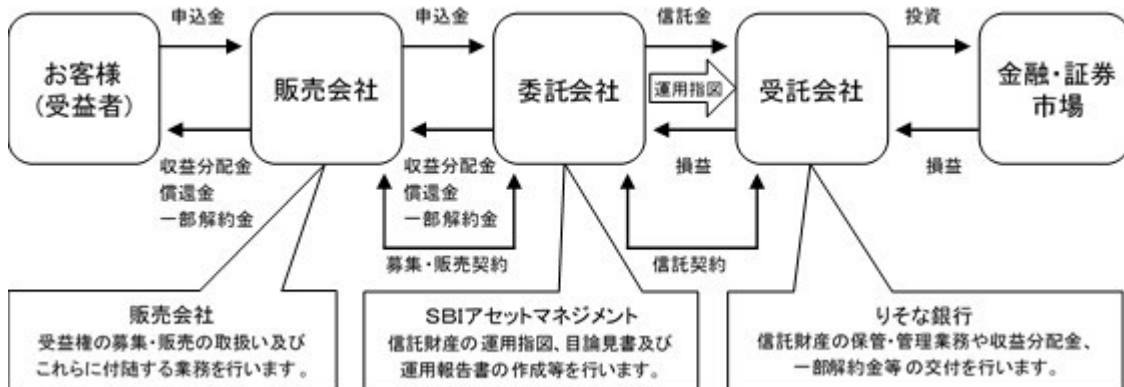 申込金
申込金
信託金
投資
お客様
(受益者)
販売会社
委託会社
運用指図
受託会社
金融・証券
市場
収益分配金
償還金
一部解約金
収益分配金
償還金
一部解約金
損益
損益
募集・販売契約
信託契約
販売会社
受益権の募集・販売の取扱い及び
これらに付随する業務を行います。
SBIアセットマネジメント
信託財産の運用指図、目論見書及び
運用報告書の作成等を行います。
りそな銀行
信託財産の保管・管理業務や収益分配金、
一部解約金等の交付を行います。